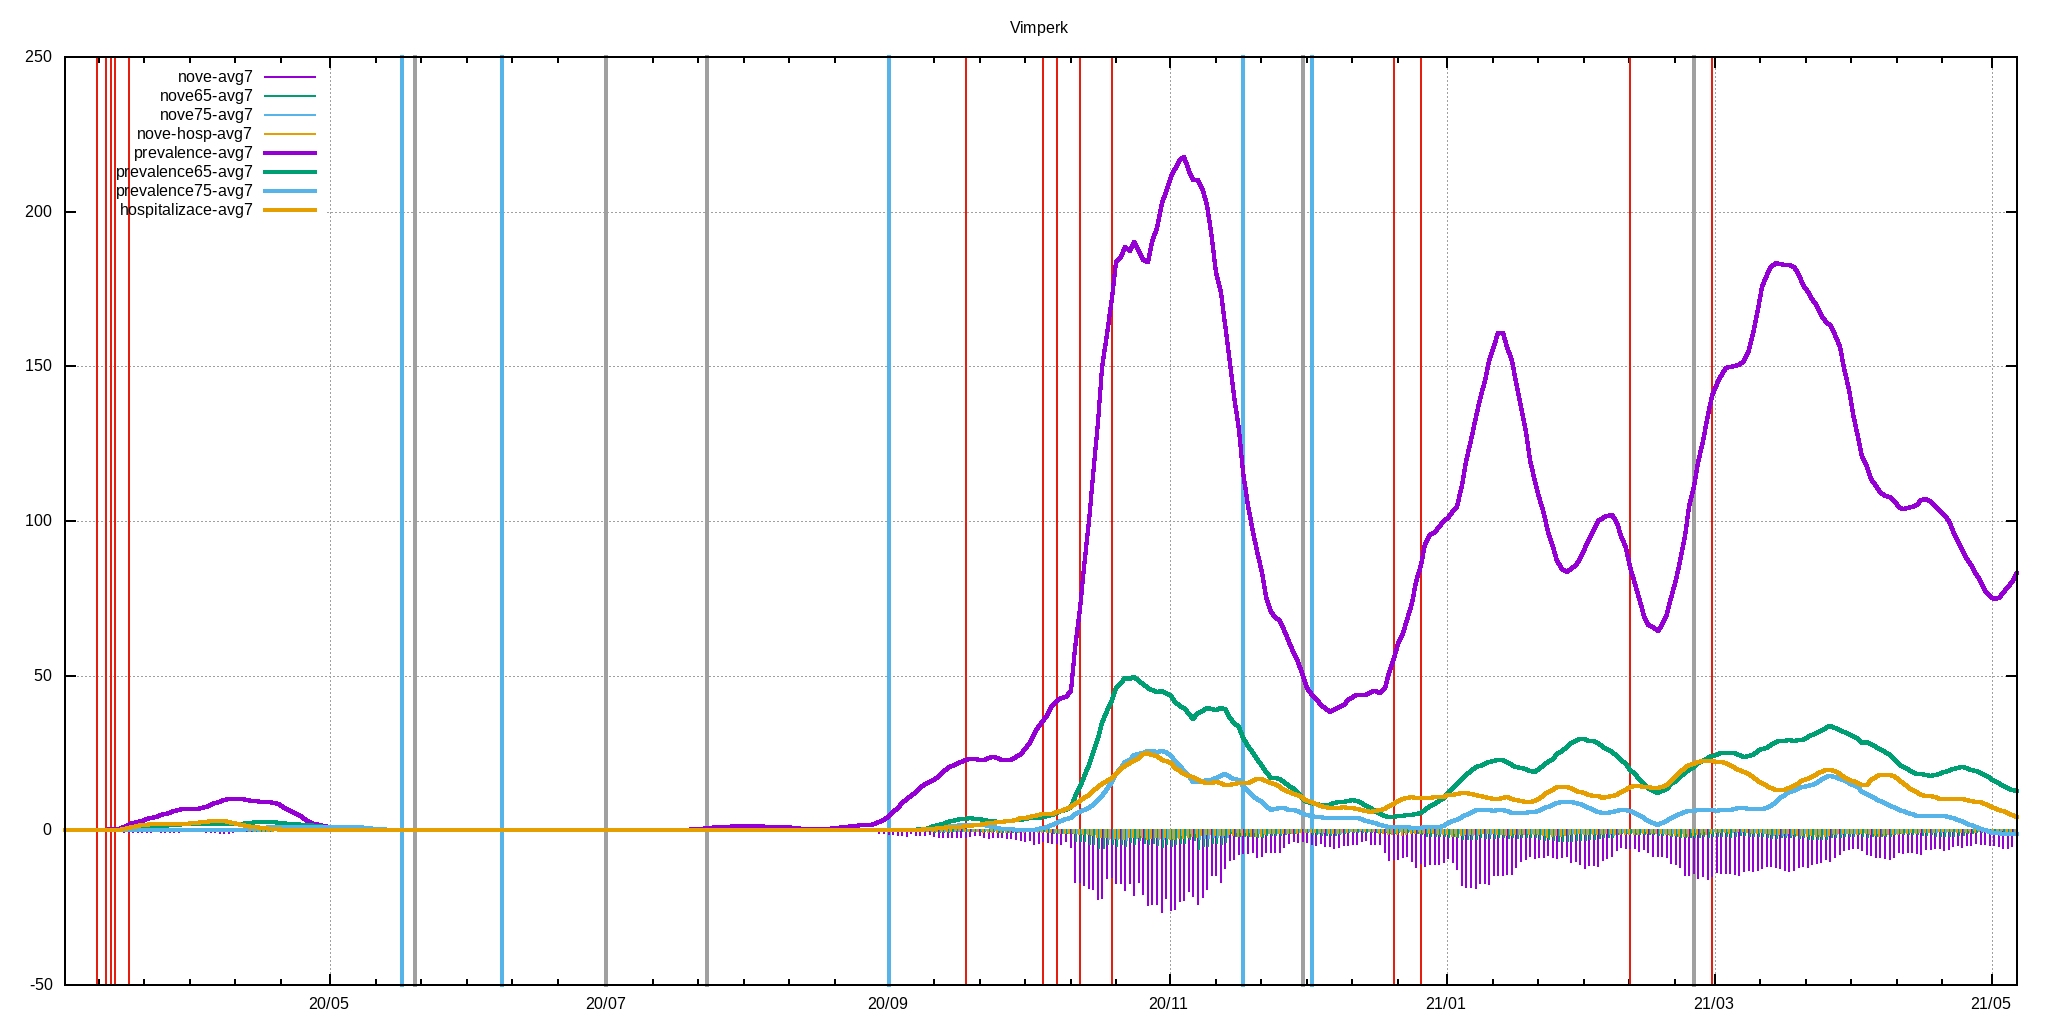 Vimperk
250
200
150
100
50
0
-50
nove-avg7
nove65-avg7
nove75-avg7
nove-hosp-avg7
prevalence-avg7
prevalence65-avg7
prevalence75-avg7
hospitalizace-avg7
20/05 20/07 20/09 20/11 21/01 21/03 21/05